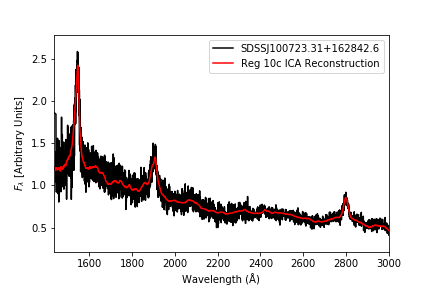 SDSSJ100723.31+162842.6
Reg 10c ICA Reconstruction
2.5
2.0
1.5
1.0
0.5
F_λ [Arbitrary Units]
1600 1800 2000 2200 2400 2600 2800 3000
Wavelength (Å)